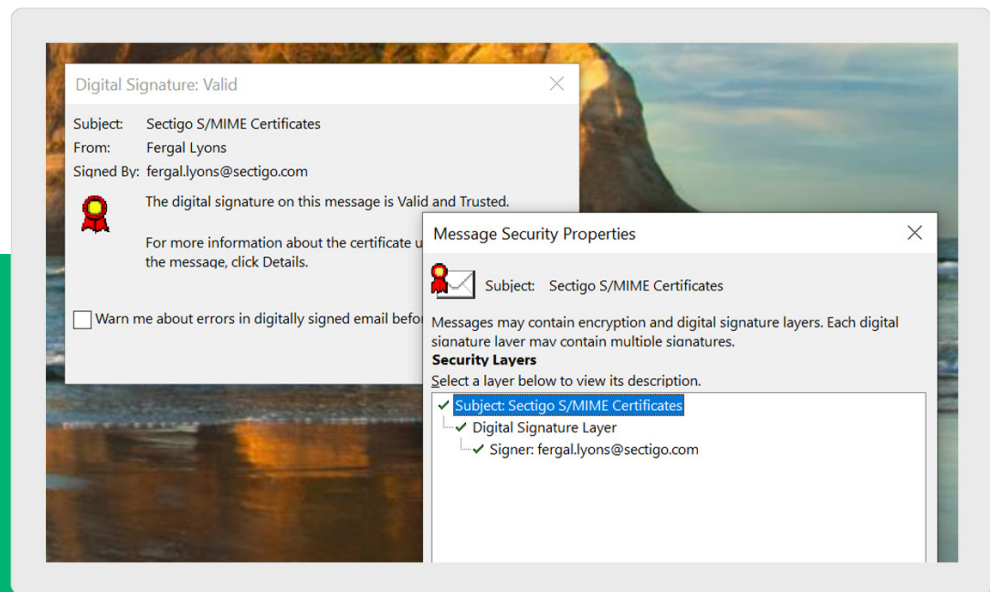 Digital Signature: Valid
Subject: Sectigo S/MIME Certificates
From: Fergal Lyons
Signed By: fergal.lyons@sectigo.com
The digital signature on this message is Valid and Trusted.
For more information about the certificate
the message, click Details.
Warn me about errors in digitally signed email
Message Security Properties
Subject: Sectigo S/MIME Certificates
Messages may contain encryption and digital signature layers. Each digital
signature layer may contain multiple signatures.
Security Layers
Select a layer below to view its description.
Subject: Sectigo S/MIME Certificates
Digital Signature Layer
Signer: fergal.lyons@sectigo.com